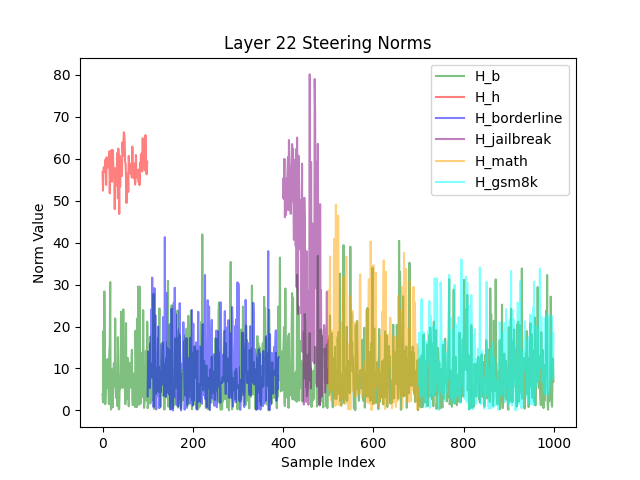 Layer 22 Steering Norms
80
70
60
50
40
30
20
10
0
Norm Value
H_b
H_h
H_borderline
H_jailbreak
H_math
H_gsm8k
0
200
400
600
800
1000
Sample Index